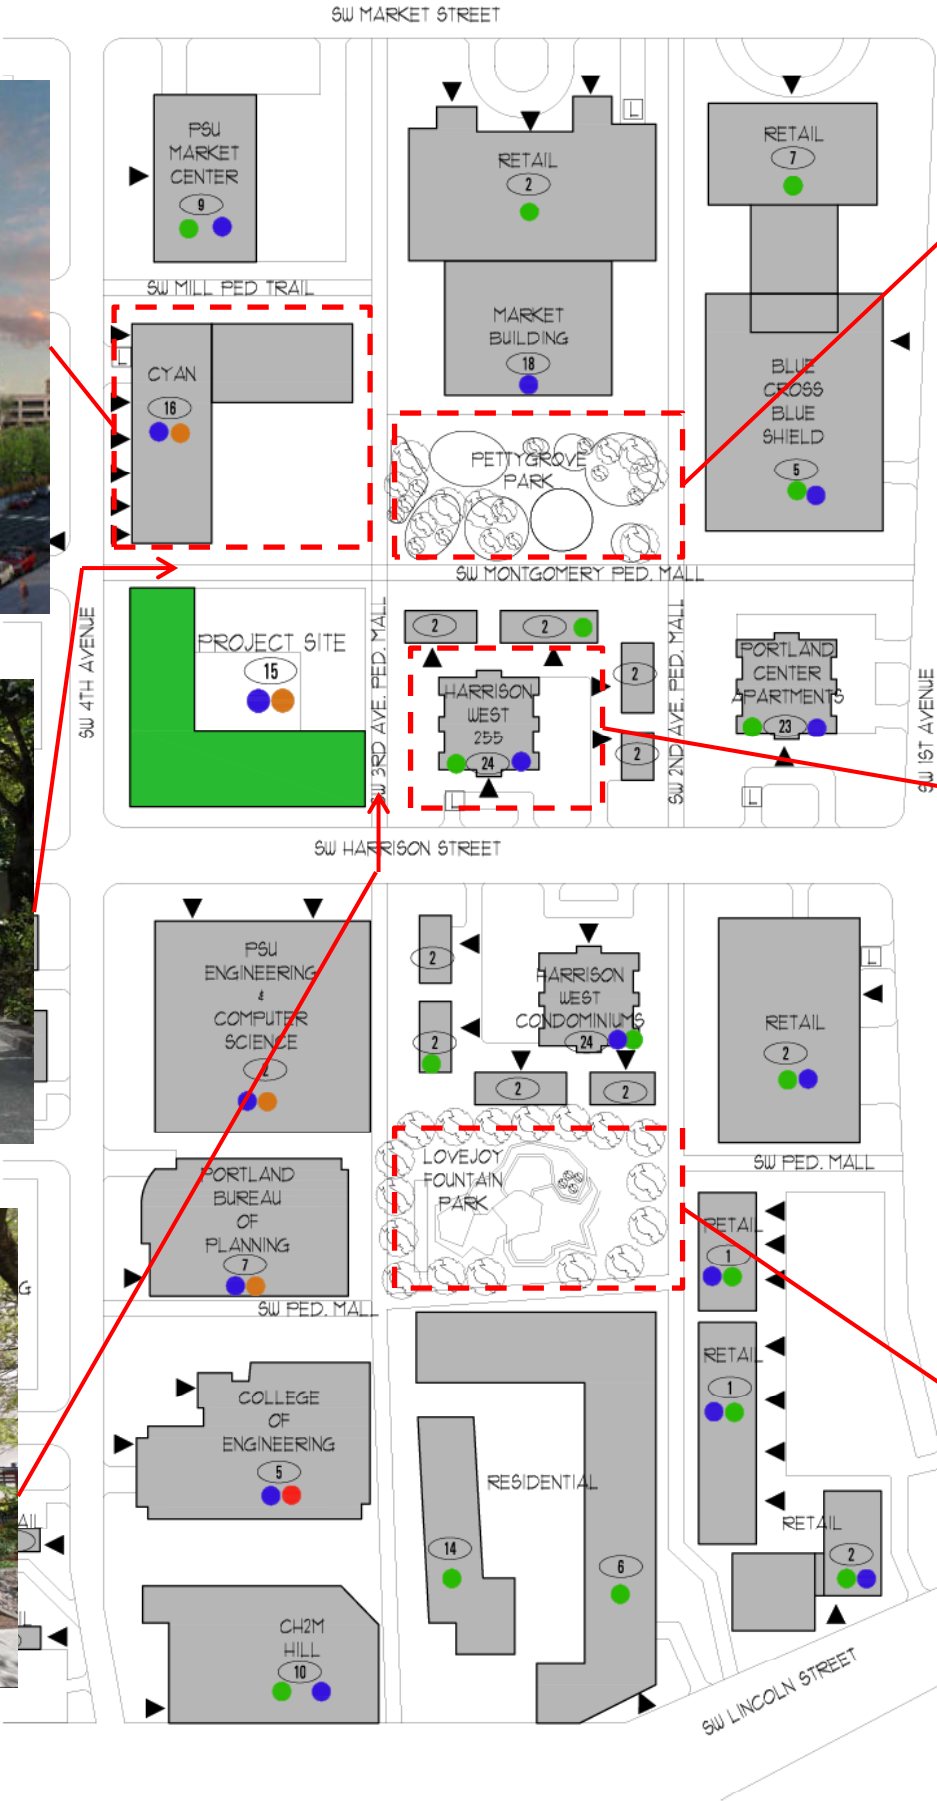 SW MARKET STREET
PSU
MARKET
CENTER
9
RETAIL
2
L
RETAIL
7
SW MILL PED TRAIL
L
CYAN
16
MARKET
BUILDING
18
BLUE
CROSS
BLUE
SHIELD
5
PETTYGROVE
PARK
SW MONTGOMERY PED. MALL
SW 4TH AVENUE
PROJECT SITE
15
SW 3RD AVE. PED. MALL
2
2
2
2
HARRISON
WEST
255
24
L
SW 2ND AVE. PED. MALL
PORTLAND
CENTER
APARTMENTS
23
L
SW 1ST AVENUE
SW HARRISON STREET
PSU
ENGINEERING
&
COMPUTER
SCIENCE
2
2
2
HARRISON
WEST
CONDOMINIUMS
24
2
2
L
RETAIL
2
LOVEJOY
FOUNTAIN
PARK
SW PED. MALL
PORTLAND
BUREAU
OF
PLANNING
7
SW PED. MALL
G
RETAIL
1
RETAIL
1
COLLEGE
OF
ENGINEERING
5
RESIDENTIAL
14
6
RETAIL
2
AIL
CH2M
HILL
10
SW LINCOLN STREET